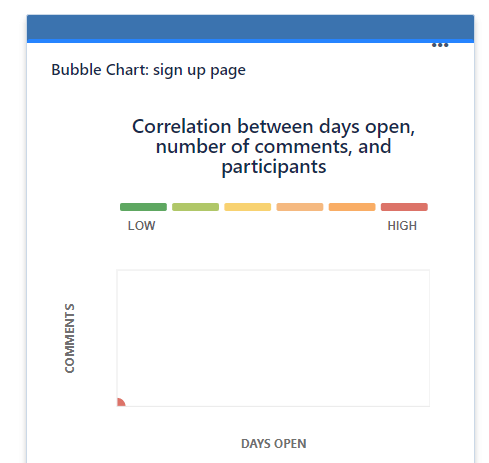 Bubble Chart: sign up page
Correlation between days open,
number of comments, and
participants
LOW
HIGH
COMMENTS
DAYS OPEN